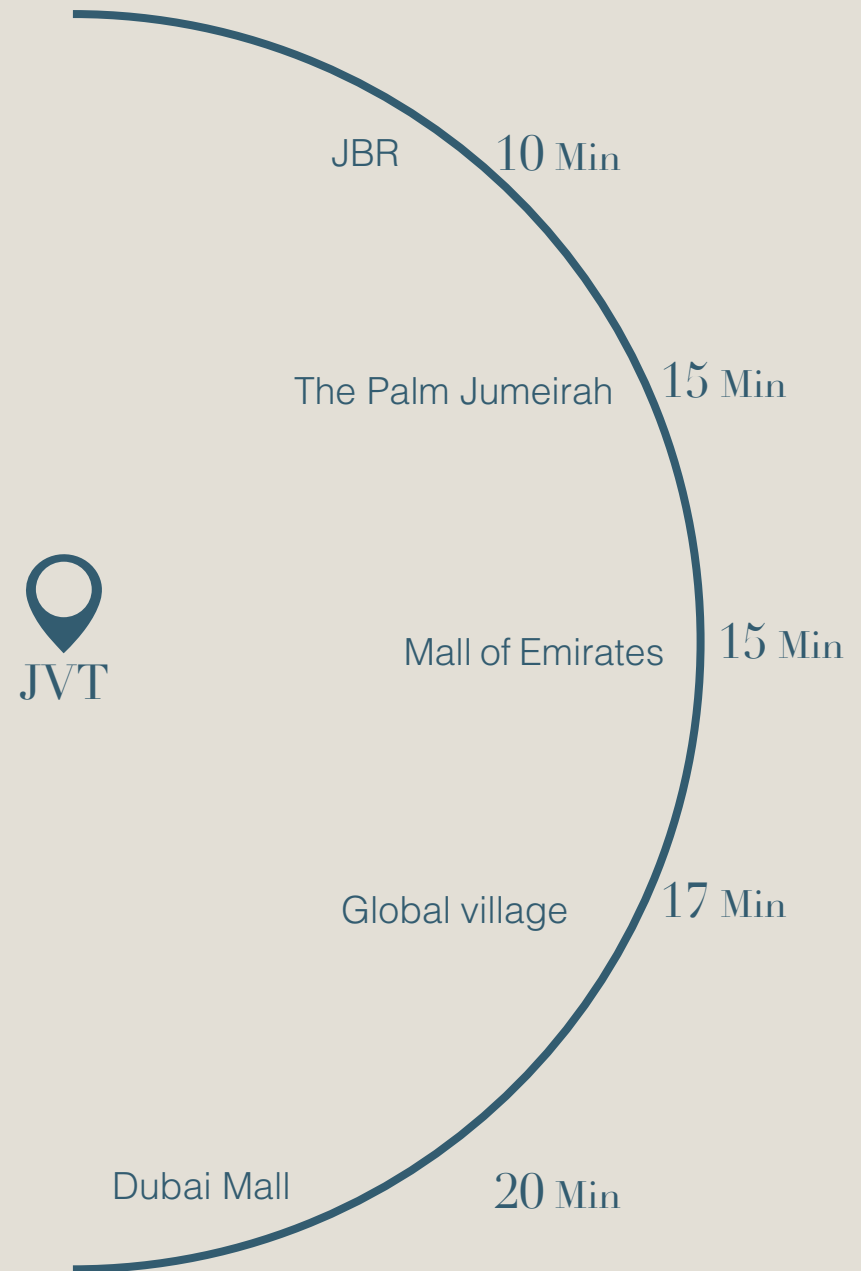 JBR 10 Min
The Palm Jumeirah 15 Min
JVT
Mall of Emirates 15 Min
Global village 17 Min
Dubai Mall 20 Min